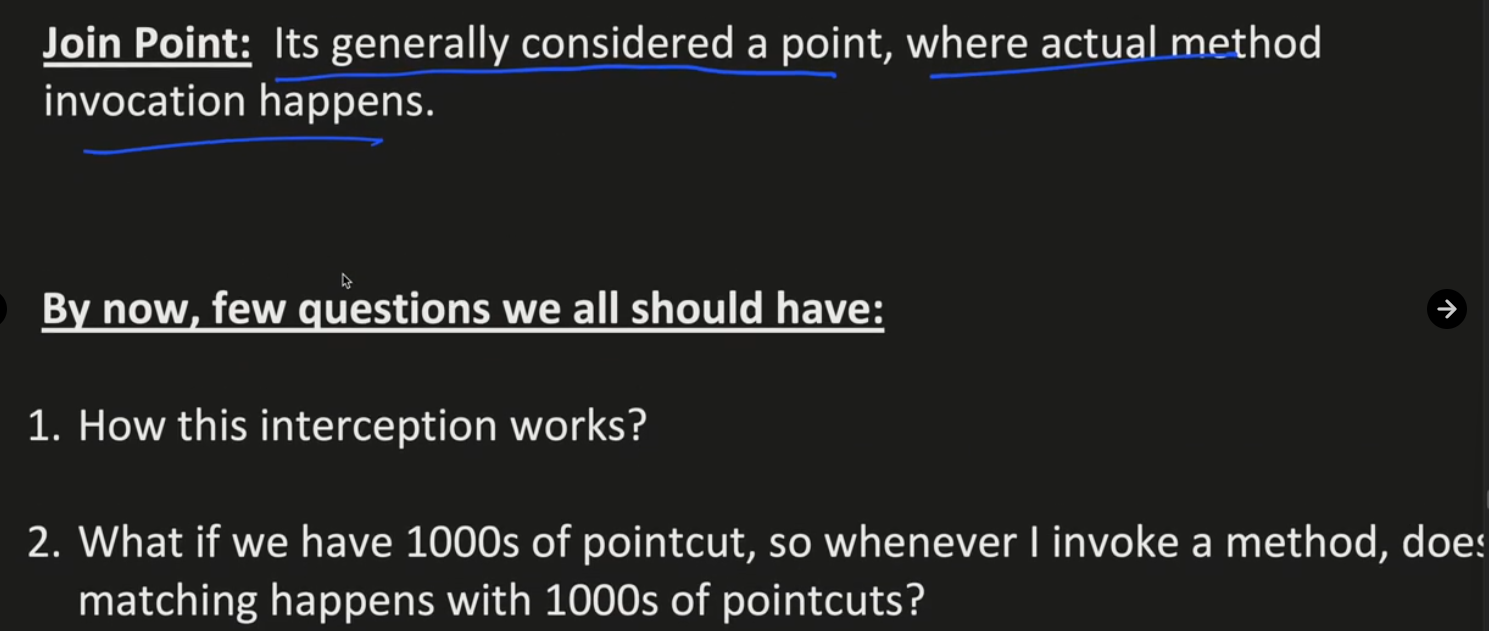 Join Point: Its generally considered a point, where actual method
invocation happens.
By now, few questions we all should have:
1. How this interception works?
2. What if we have 1000s of pointcut, so whenever I invoke a method, does
matching happens with 1000s of pointcuts?